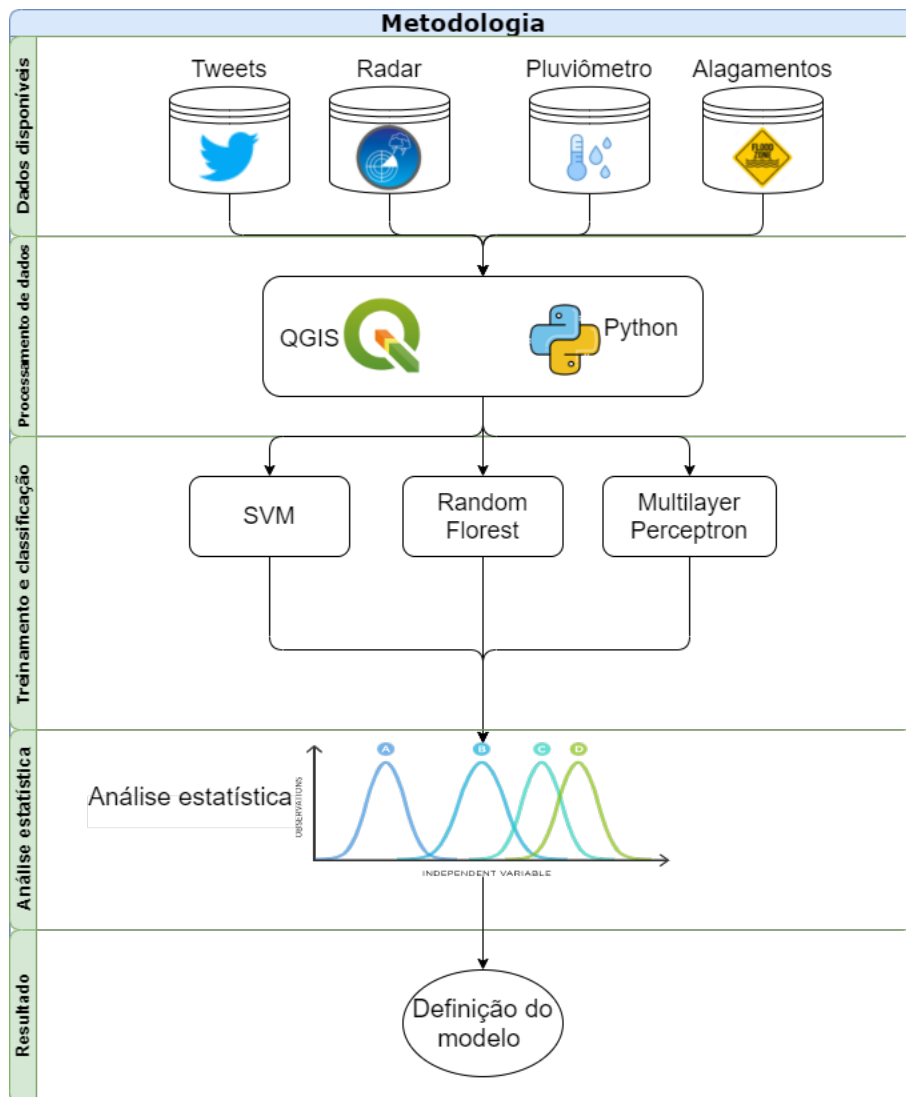 Metodologia
Dados disponíveis
Tweets
Radar
Pluviômetro
Alagamentos
FLOOD
ZONE
Processamento de dados
QGIS
Python
Treinamento e classificação
SVM
Random
Florest
Multilayer
Perceptron
Análise estatística
Análise estatística
A
B
C
D
OBSERVATIONS
INDEPENDENT VARIABLE
Resultado
Definição do
modelo